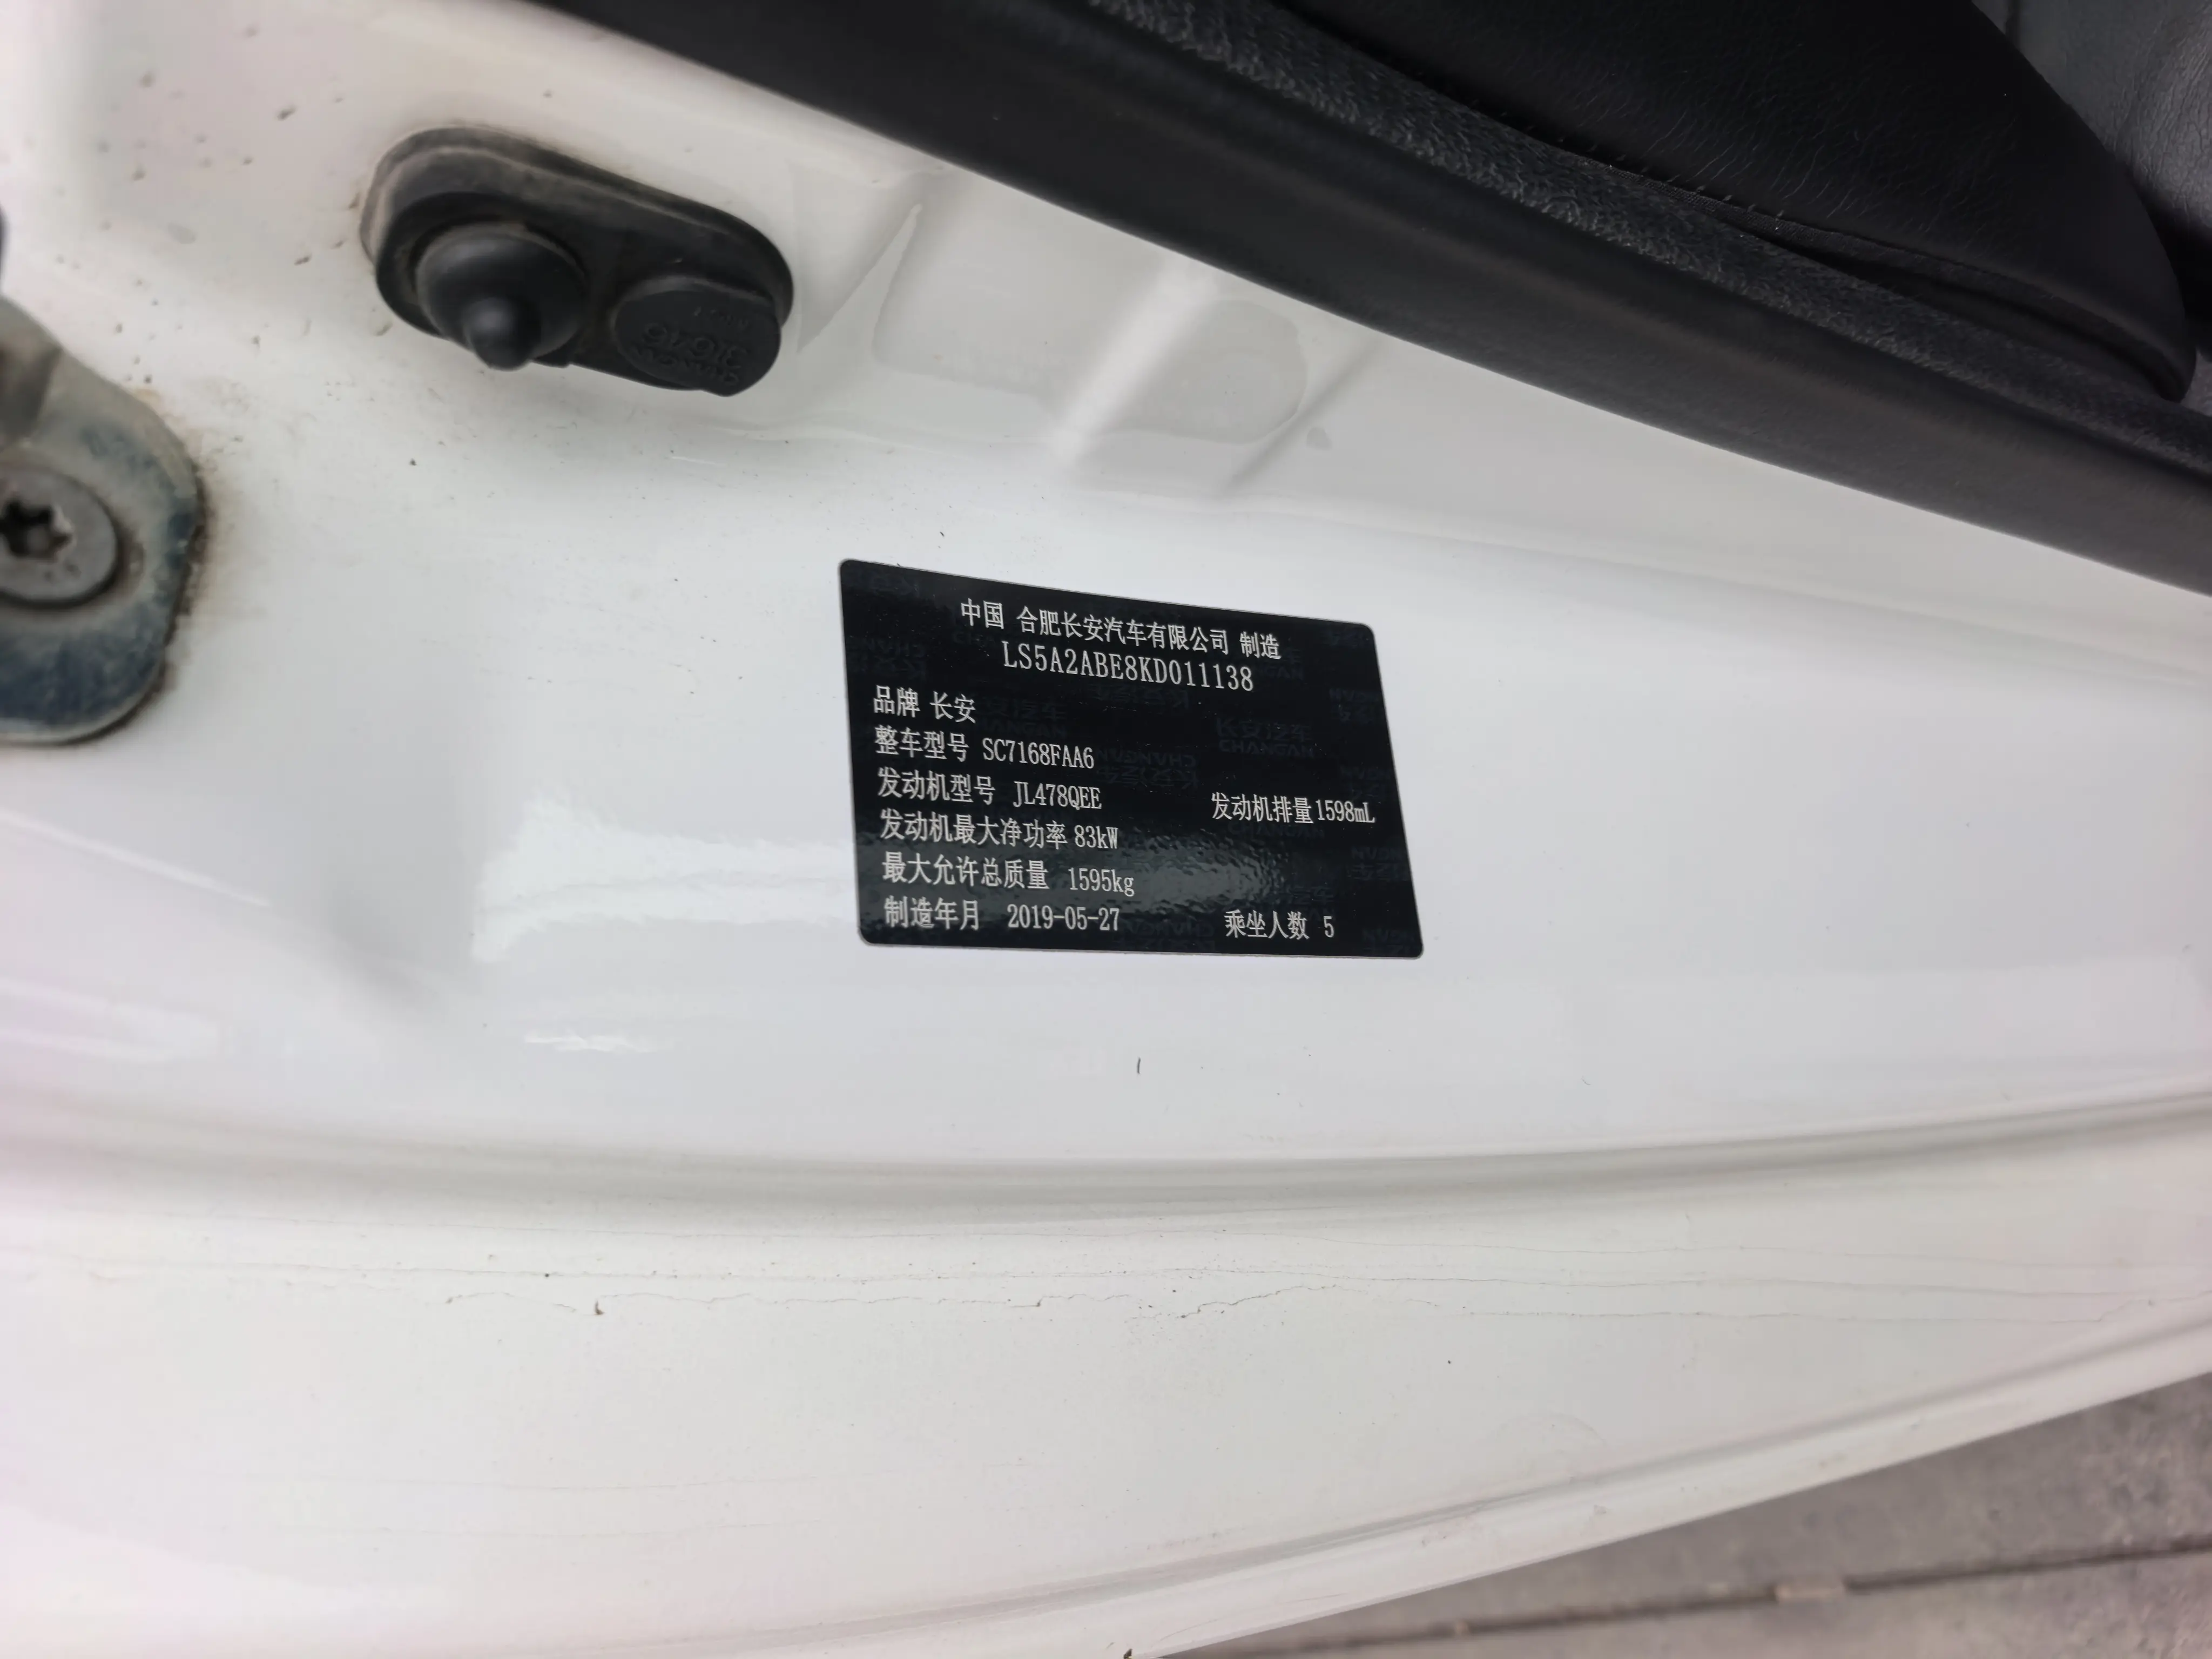 中国 合肥长安汽车有限公司 制造
LS5A2ABE8KD011138
品牌 长安
整车型号 SC7168FAA6
发动机型号 JL478QEE 发动机排量1598mL
发动机最大净功率 83kW
最大允许总质量 1595kg
制造年月 2019-05-27 乘坐人数 5